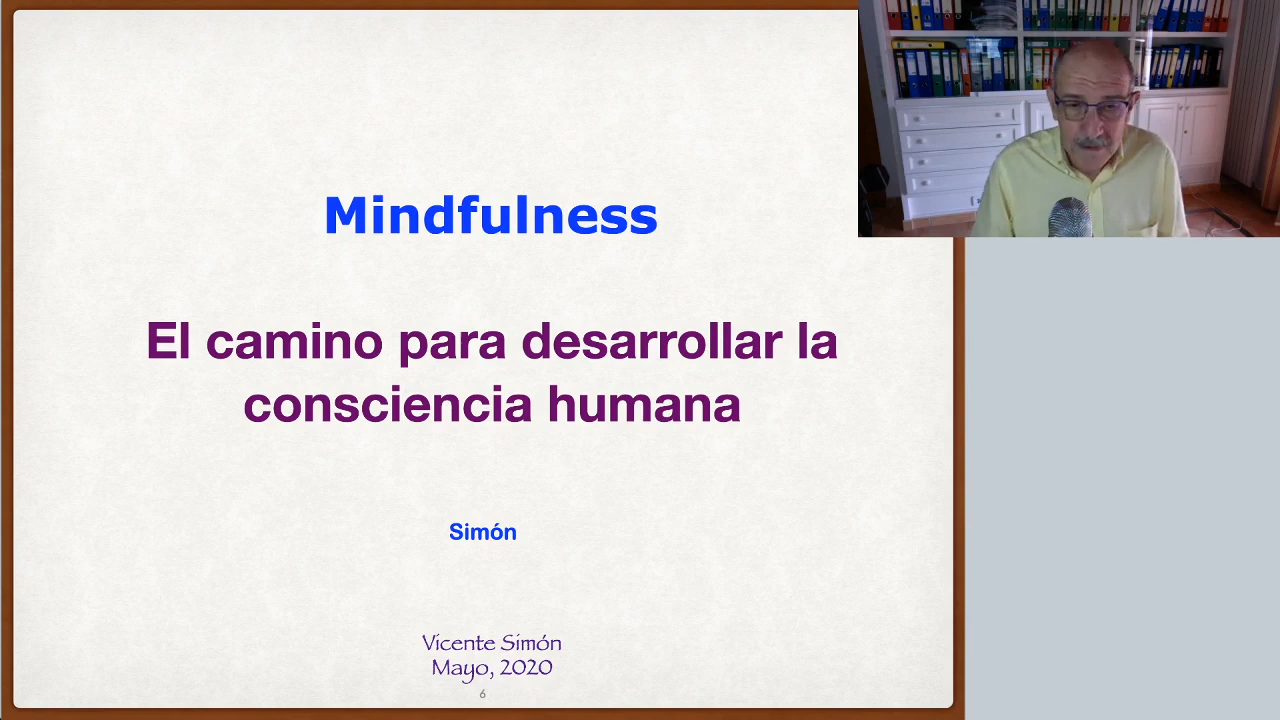 Mindfulness
El camino para desarrollar la
consciencia humana
Simón
Vicente Simón
Mayo, 2020
6